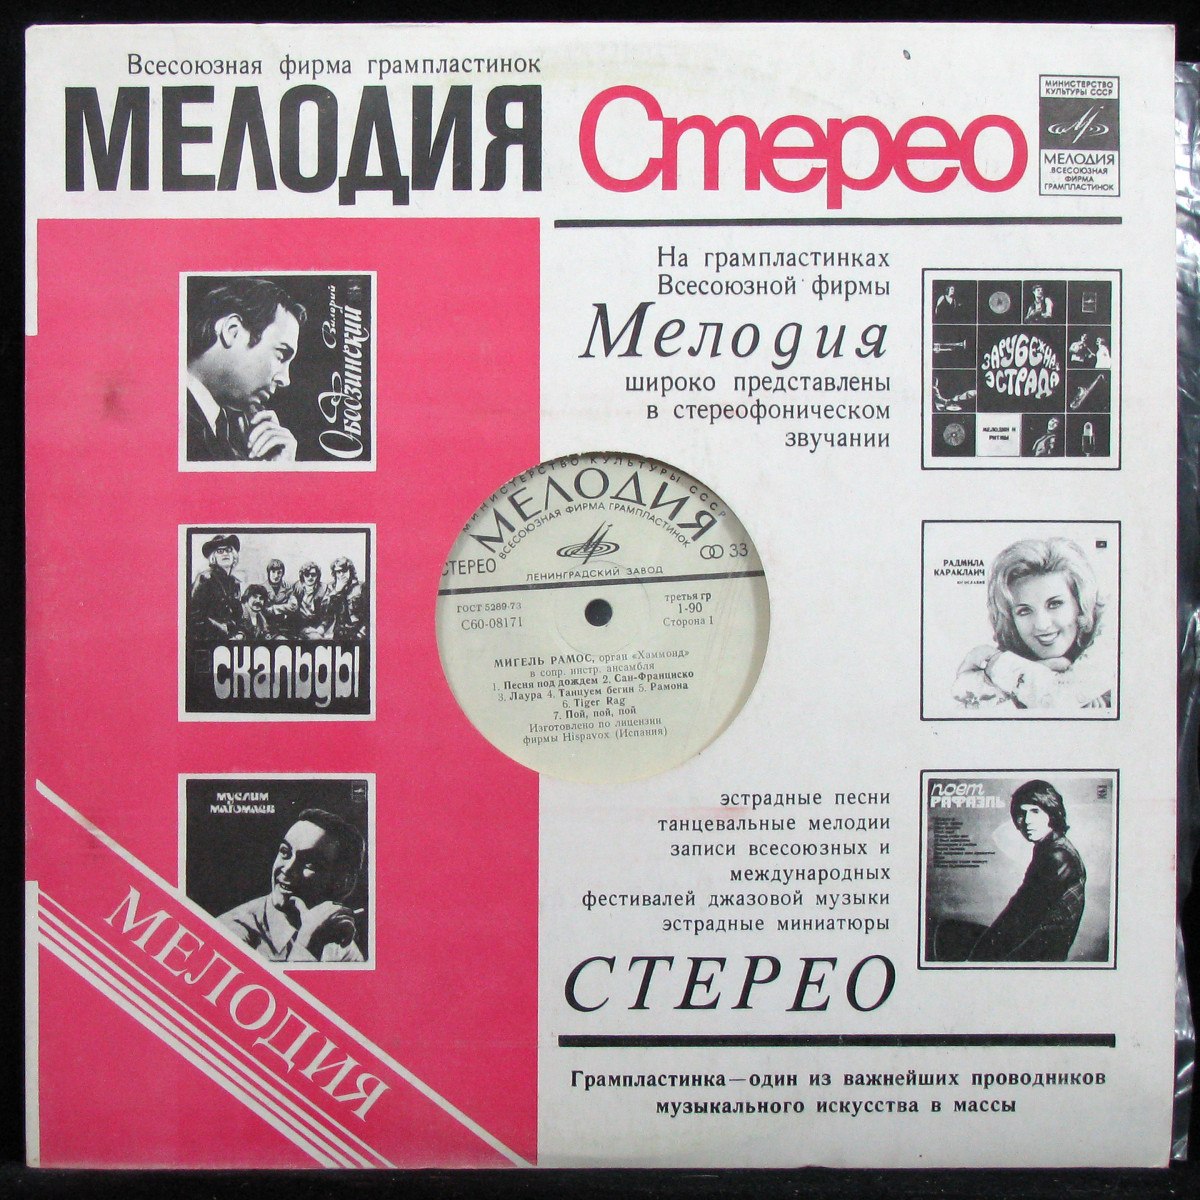 Всесоюзная фирма грампластинок
МЕЛОДИЯ
Стерео
МИНИСТЕРСТВО
КУЛЬТУРЫ СССР
МЕЛОДИЯ
ВСЕСОЮЗНАЯ
ФИРМА
ГРАМПЛАСТИНОК
На грампластинках
Всесоюзной фирмы
Мелодия
широко представлены
в стереофоническом
звучании
Валерий
Ободзинский
ЗАРУБЕЖНАЯ
ЭСТРАДА
МЕЛОДИИ И
РИТМЫ
СКАЛЬДЫ
РАДМИЛА
КАРАКЛАИЧ
МУСЛИМ
МАГОМАЕВ
ПОЕТ
РАФАЭЛЬ
МИНИСТЕРСТВО КУЛЬТУРЫ СССР
МЕЛОДИЯ
ВСЕСОЮЗНАЯ ФИРМА ГРАМПЛАСТИНОК
СТЕРЕО
33
ЛЕНИНГРАДСКИЙ ЗАВОД
ГОСТ 5289-73
С60-08171
третья гр
1-90
Сторона 1
МИГЕЛЬ РАМОС, орган «Хаммонд»
в сопр. инстр. ансамбля
1. Песня под дождем 2. Сан-Франциско
3. Лаура 4. Танцуем бегин 5. Рамона
6. Tiger Rag
7. Пой, пой, пой
Изготовлено по лицензии
фирмы Hispavox (Испания)
эстрадные песни
танцевальные мелодии
записи всесоюзных и
международных
фестивалей джазовой музыки
эстрадные миниатюры
СТЕРЕО
МЕЛОДИЯ
Грампластинка—один из важнейших проводников
музыкального искусства в массы